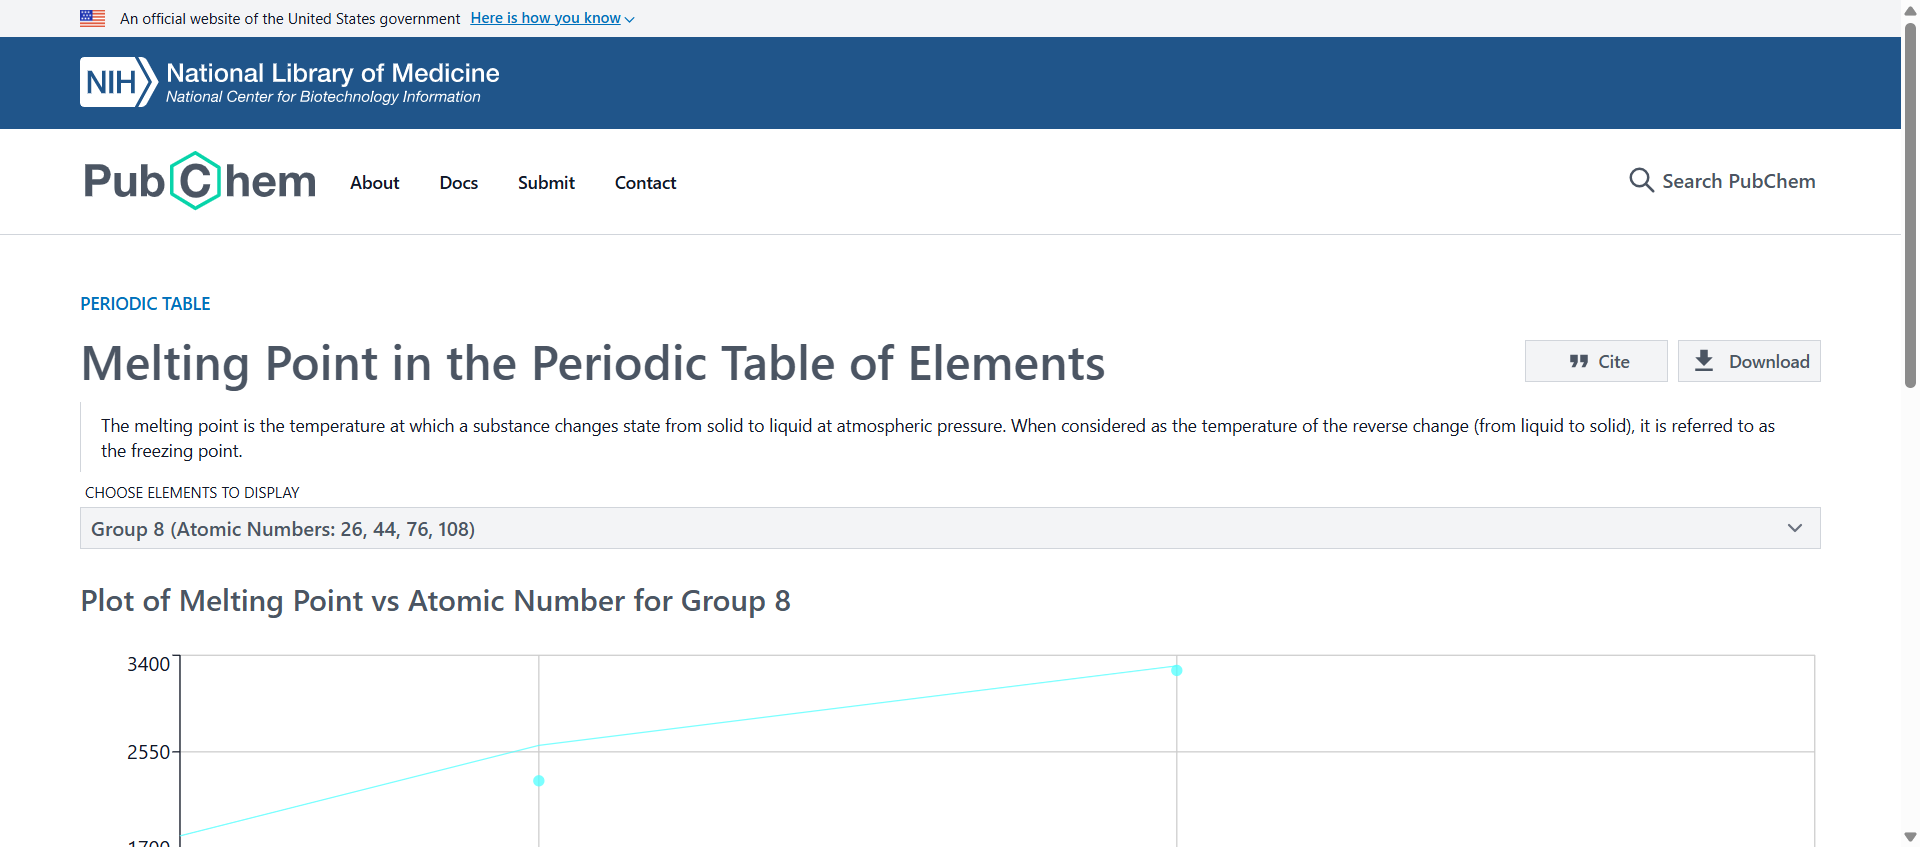 An official website of the United States government Here is how you know
NIH National Library of Medicine
National Center for Biotechnology Information
PubChem About Docs Submit Contact Search PubChem
PERIODIC TABLE
Melting Point in the Periodic Table of Elements
Cite Download
The melting point is the temperature at which a substance changes state from solid to liquid at atmospheric pressure. When considered as the temperature of the reverse change (from liquid to solid), it is referred to as
the freezing point.
CHOOSE ELEMENTS TO DISPLAY
Group 8 (Atomic Numbers: 26, 44, 76, 108)
Plot of Melting Point vs Atomic Number for Group 8
3400
2550
1700